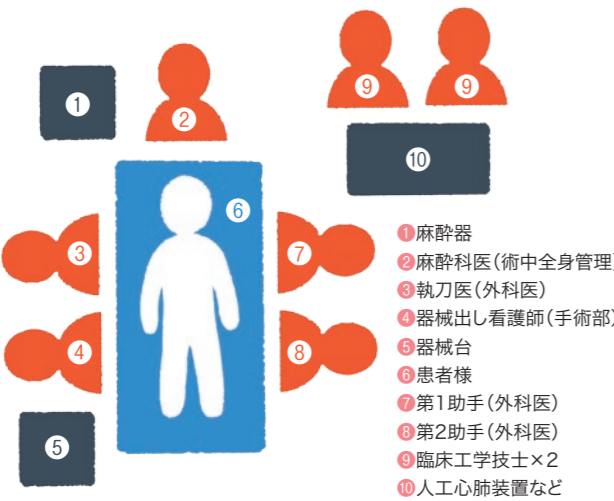 ①
②
⑨ ⑨
⑩
⑥
③
⑦
④
⑧
⑤
①麻酔器
②麻酔科医(術中全身管理)
③執刀医(外科医)
④器械出し看護師(手術部)
⑤器械台
⑥患者様
⑦第1助手(外科医)
⑧第2助手(外科医)
⑨臨床工学技士×2
⑩人工心肺装置など